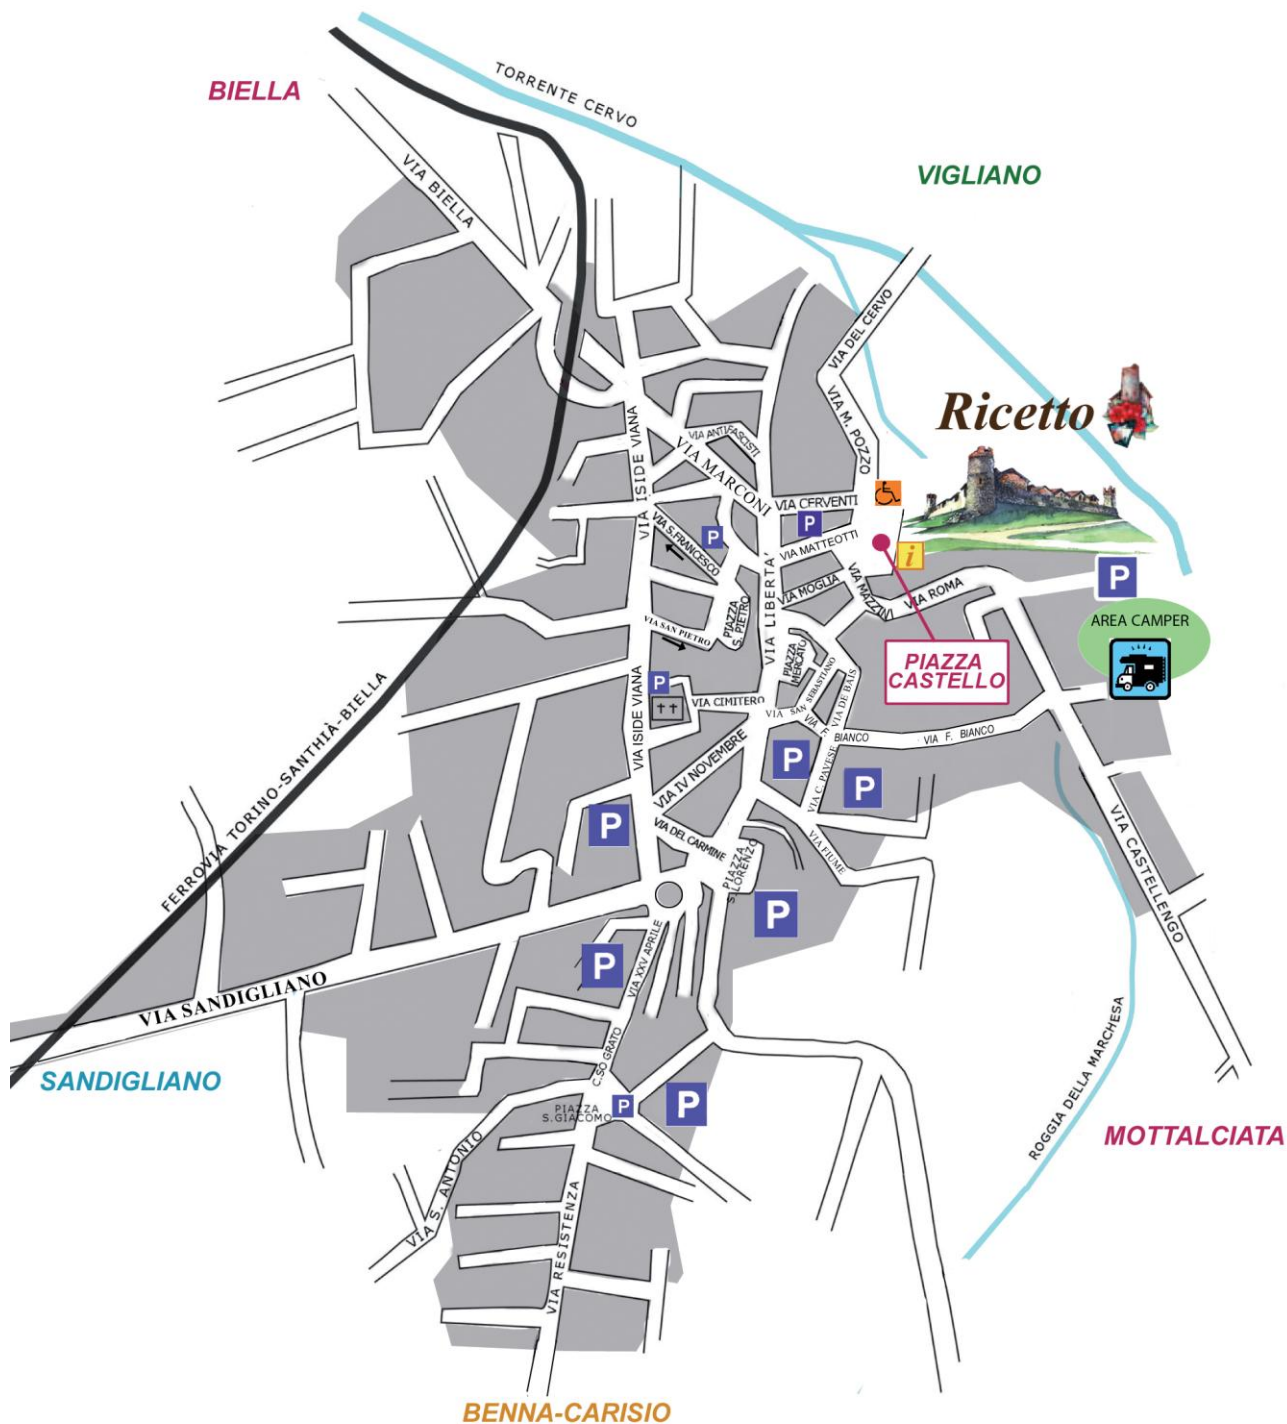 TORRENTE CERVO
BIELLA
VIA BIELLA
VIGLIANO
VIA DEL CERVO
VIA M. POZZO
Ricetto
VIA ISIDE VIANA
VIA ANTIFASCISTI
VIA MARCONI
VIA CERVENTI
P
P
VIA S.FRANCESCO
VIA MATTEOTTI
i
VIA MOGLIA
VIA MAZZINI
VIA ROMA
P
AREA CAMPER
VIA LIBERTA'
PIAZZA
S. PIETRO
VIA SAN PIETRO
PIAZZA
MERCATO
PIAZZA
CASTELLO
P
VIA CIMITERO
VIA SAN SEBASTIANO
VIA DE BAIS
VIA F. BIANCO
VIA F. BIANCO
VIA ISIDE VIANA
VIA IV NOVEMBRE
P
P
VIA C. PAVESE
P
VIA DEL CARMINE
VIA FIUME
PIAZZA
S.LORENZO
VIA CASTELLENGO
P
P
FERROVIA TORINO-SANTHIÀ-BIELLA
VIA XXV APRILE
VIA SANDIGLIANO
SANDIGLIANO
C.SO GRATO
PIAZZA
S.GIACOMO
P
P
ROGGIA DELLA MARCHESA
MOTTALCIATA
VIA S. ANTONIO
VIA RESISTENZA
BENNA-CARISIO